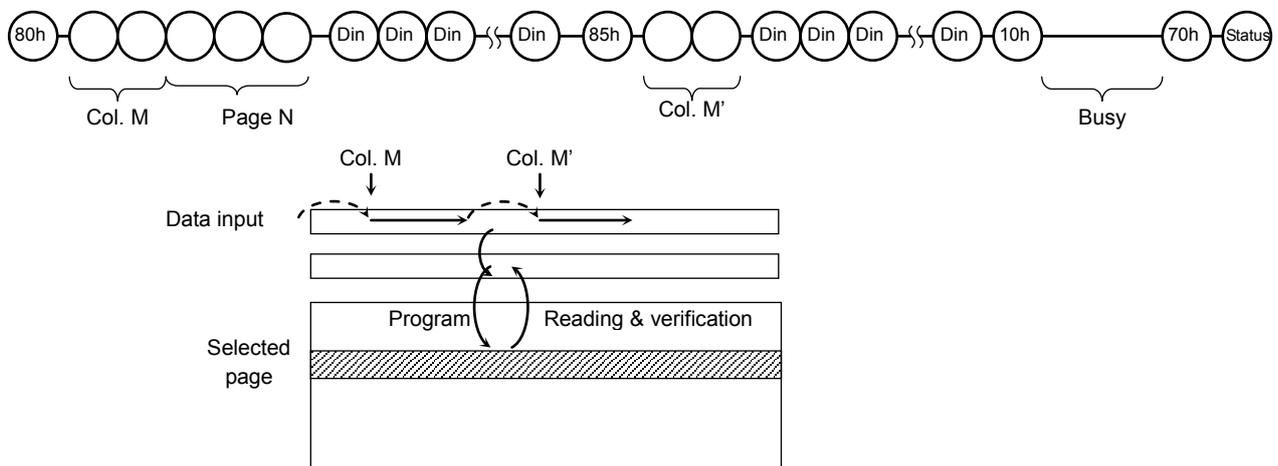 80h Din Din Din Din 85h Din Din Din Din 10h 70h Status
Col. M Page N Col. M’ Busy
Col. M Col. M’
Data input
Program Reading & verification
Selected
page